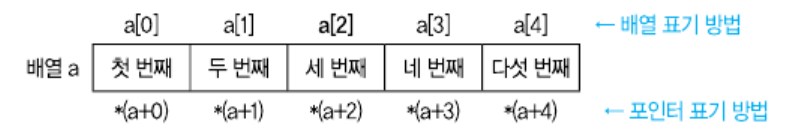 a[0] a[1] a[2] a[3] a[4] ← 배열 표기 방법
배열 a 첫 번째 두 번째 세 번째 네 번째 다섯 번째
*(a+0) *(a+1) *(a+2) *(a+3) *(a+4) ← 포인터 표기 방법